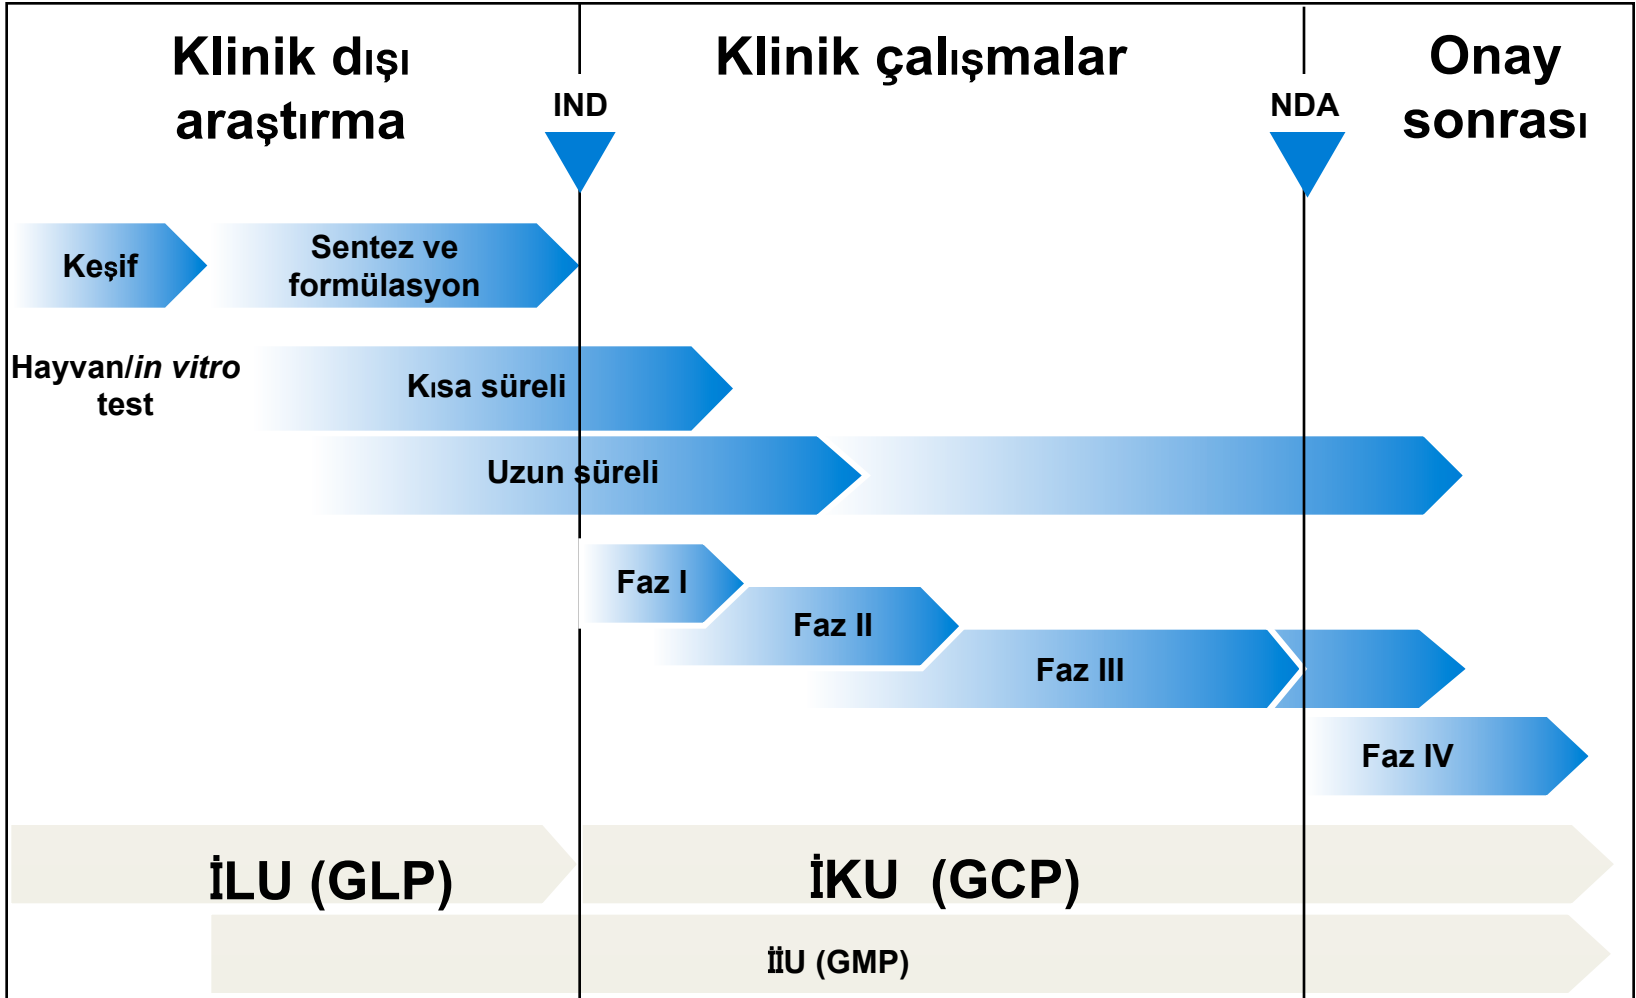 Klinik dışı
araştırma
Klinik çalışmalar
Onay
sonrası
IND
NDA
Keşif
Sentez ve
formülasyon
Hayvan/in vitro
test
Kısa süreli
Uzun süreli
Faz I
Faz II
Faz III
Faz IV
İLU (GLP)
İKU (GCP)
İİU (GMP)